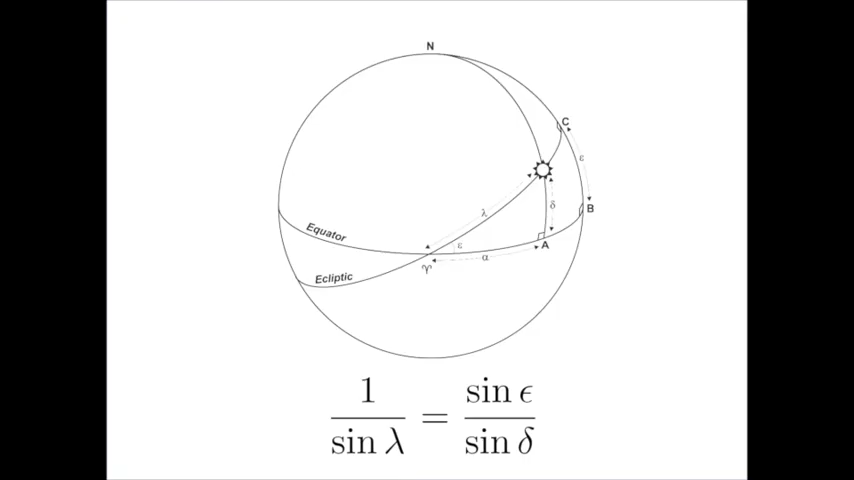 N
C
ε
B
δ
λ
Equator
ε
A
α
♈
Ecliptic
1/sin λ = sin ϵ/sin δ